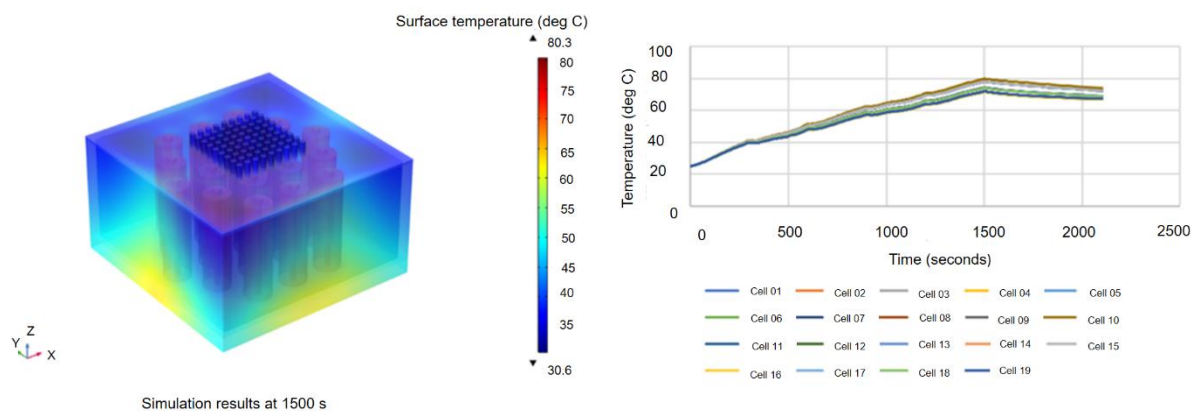 Surface temperature (deg C)
80.3
80
75
70
65
60
55
50
45
40
35
30.6
Z
Y
X
Simulation results at 1500 s
Temperature (deg C)
100
80
60
40
20
0
0
500
1000
1500
2000
2500
Time (seconds)
Cell 01 Cell 02 Cell 03 Cell 04 Cell 05
Cell 06 Cell 07 Cell 08 Cell 09 Cell 10
Cell 11 Cell 12 Cell 13 Cell 14 Cell 15
Cell 16 Cell 17 Cell 18 Cell 19